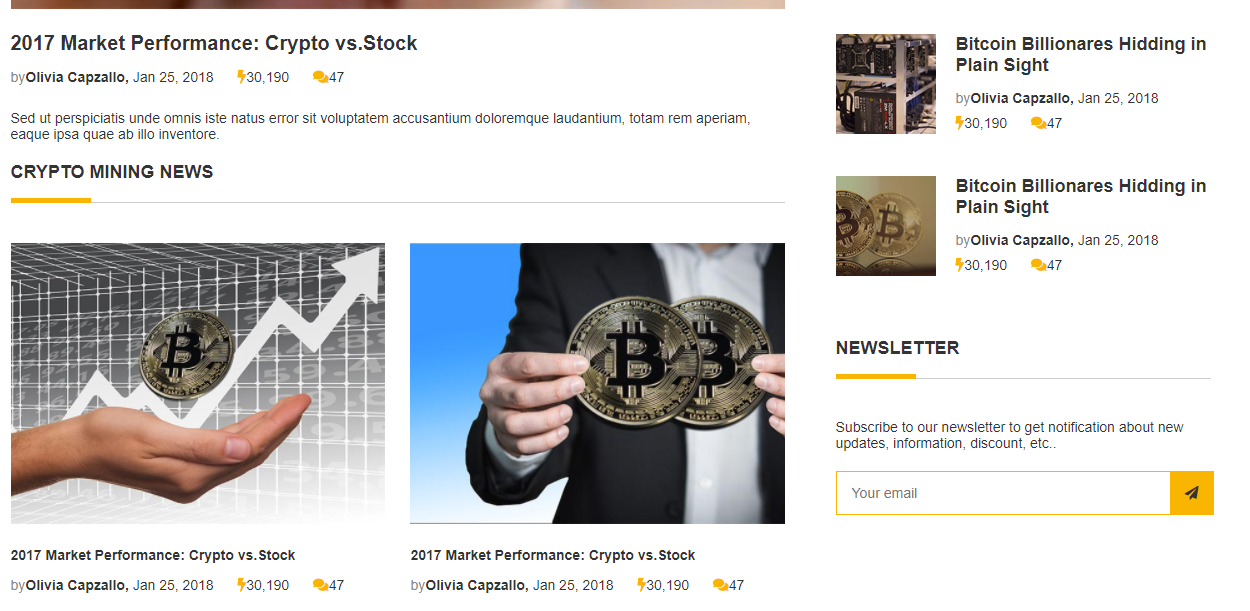 2017 Market Performance: Crypto vs.Stock
byOlivia Capzallo, Jan 25, 2018 30,190 47
Sed ut perspiciatis unde omnis iste natus error sit voluptatem accusantium doloremque laudantium, totam rem aperiam,
eaque ipsa quae ab illo inventore.
CRYPTO MINING NEWS
2017 Market Performance: Crypto vs.Stock
byOlivia Capzallo, Jan 25, 2018 30,190 47
2017 Market Performance: Crypto vs.Stock
byOlivia Capzallo, Jan 25, 2018 30,190 47
Bitcoin Billionares Hidding in
Plain Sight
byOlivia Capzallo, Jan 25, 2018
30,190 47
Bitcoin Billionares Hidding in
Plain Sight
byOlivia Capzallo, Jan 25, 2018
30,190 47
NEWSLETTER
Subscribe to our newsletter to get notification about new
updates, information, discount, etc..
Your email